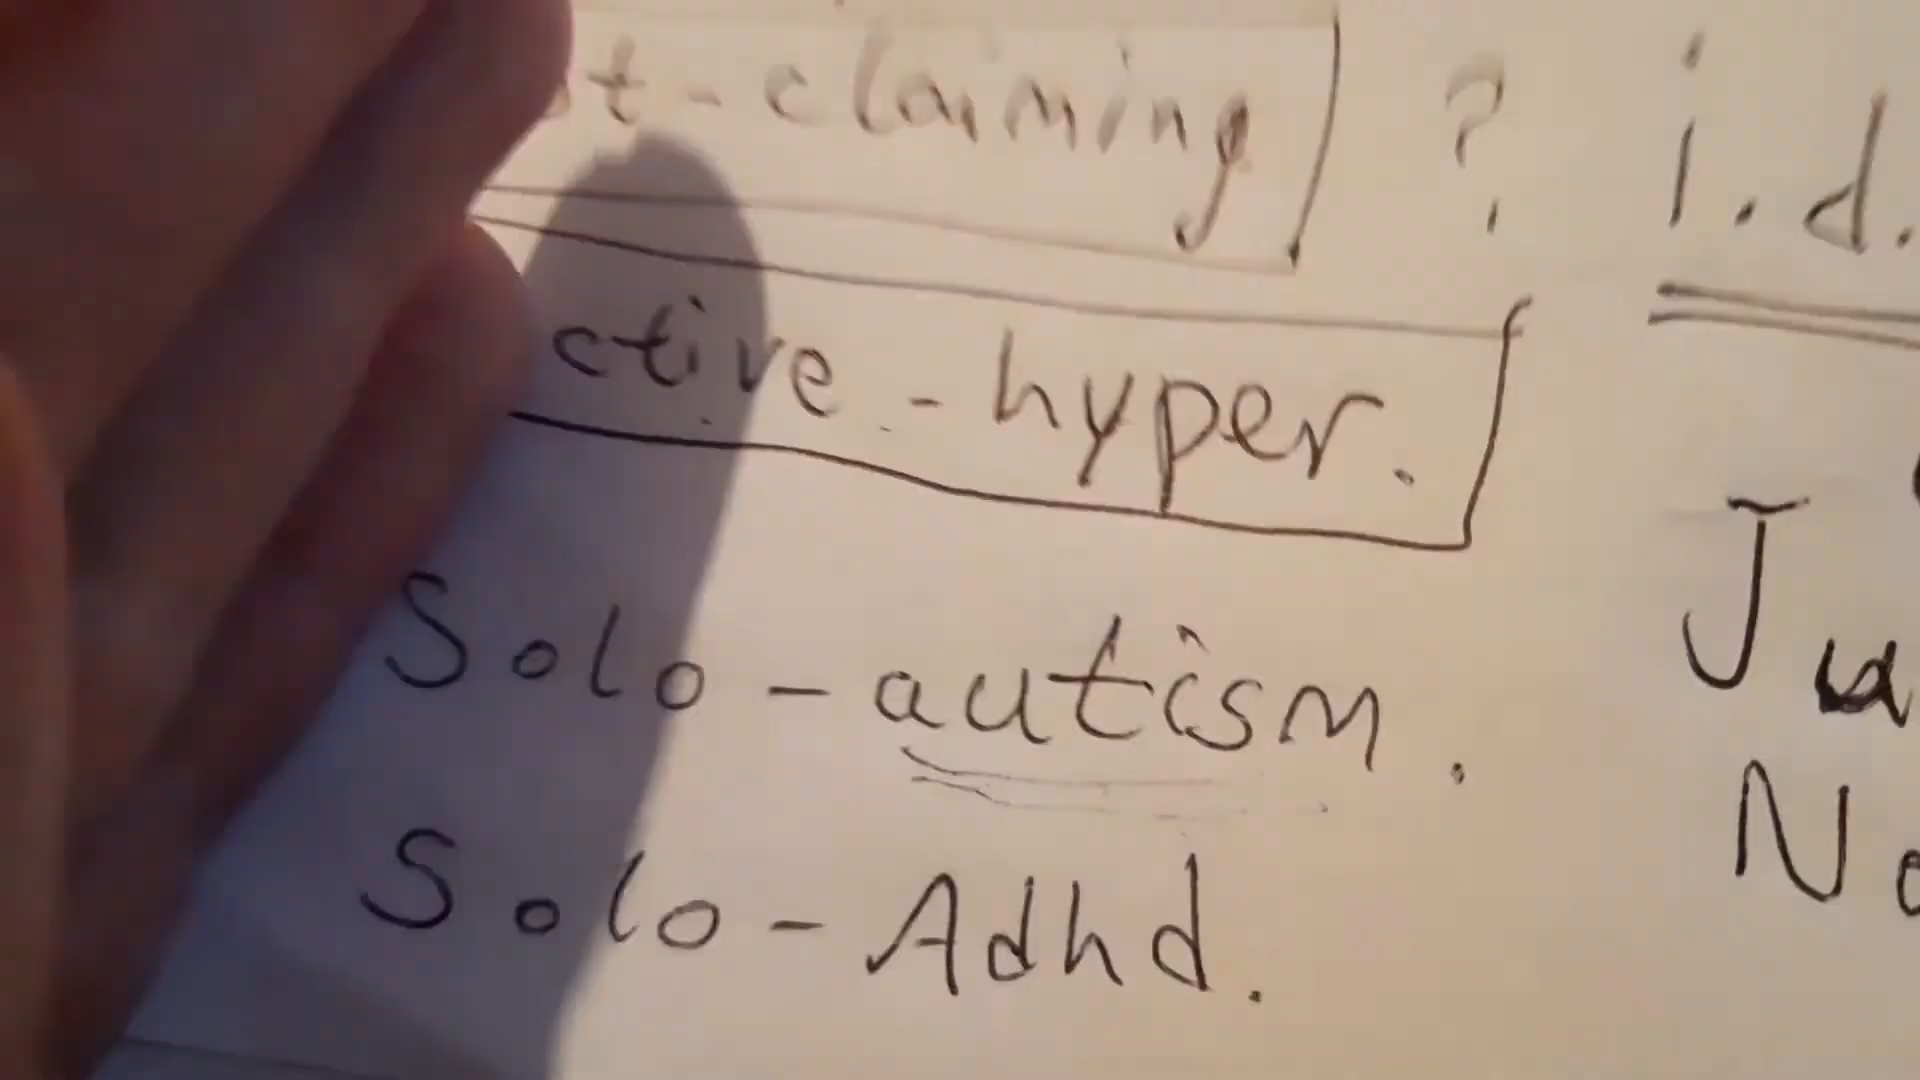 t-claiming ? i.d.
ctive-hyper.
Solo-autism.
Solo-Adhd.